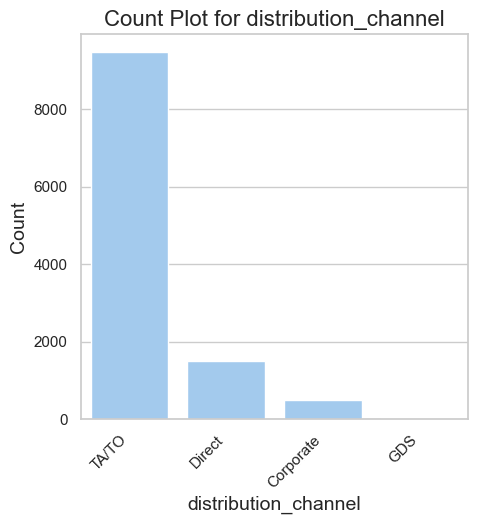 Count Plot for distribution_channel
Count
8000
6000
4000
2000
0
TA/TO
Direct
Corporate
GDS
distribution_channel